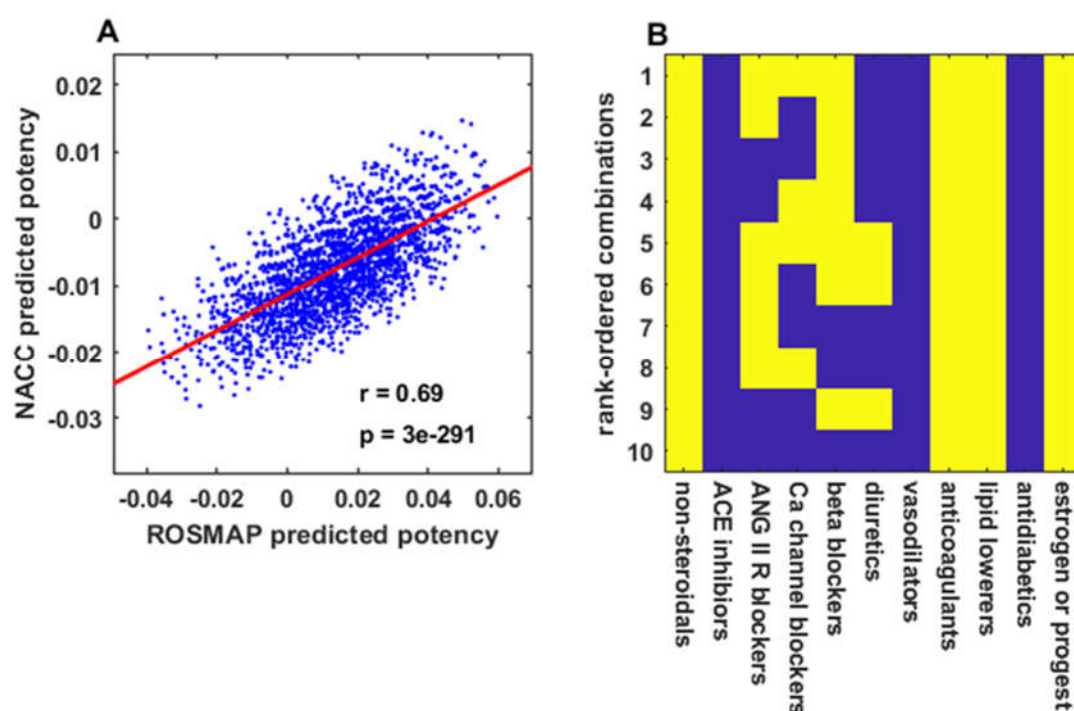 A
NACC predicted potency
0.02
0.01
0
-0.01
-0.02
-0.03
r = 0.69
p = 3e-291
-0.04 -0.02 0 0.02 0.04 0.06
ROSMAP predicted potency
B
rank-ordered combinations
1
2
3
4
5
6
7
8
9
10
non-steroidals
ACE inhibiors
ANG II R blockers
Ca channel blockers
beta blockers
diuretics
vasodilators
anticoagulants
lipid lowerers
antidiabetics
estrogen or progest